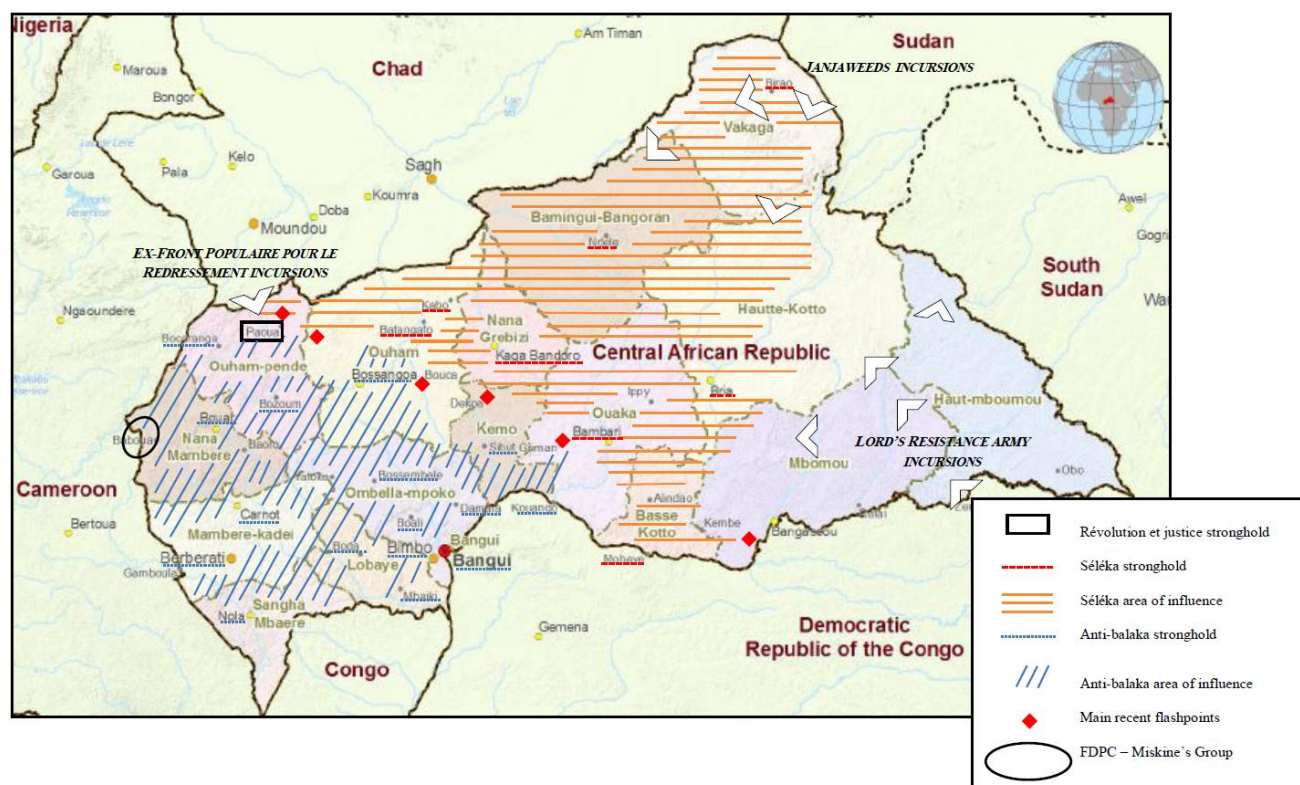 Nigeria
Maroua
Bongor
Chad
Am Timan
Sudan
JANJAWEEDS INCURSIONS
Birao
Vakaga
Garoua
Pala
Kelo
Sagh
Koumra
Doba
Moundou
Awel
Gogri
Bamingui-Bangoran
Ndele
EX-FRONT POPULAIRE POUR LE
REDRESSEMENT INCURSIONS
South
Sudan
Ngaoundere
Kabo
Hautte-Kotto
Paoua
Bocaranga
Batangafo
Nana
Grebizi
Ouham
Ouham-pende
Kaga Bandoro
Central African Republic
Bossangoa
Bouca
Ippy
Bria
Bozoum
Dekoa
Ouaka
Haut-mboumou
Bouar
Baboua
Nana
Mambere
Baoro
Kemo
Sibut
Bambari
LORD'S RESISTANCE ARMY
INCURSIONS
Mbomou
Obo
Cameroon
Bossembele
Ombella-mpoko
Alindao
Bertoua
Carnot
Damara
Kouando
Mambere-kadei
Boali
Basse
Kotto
Kembe
Bangassou
Boda
Bimbo
Bangui
Bangui
Berberati
Lobaye
Mobaye
Gamboula
Mbaiki
Sangha
Mbaere
Nola
Gemena
Democratic
Republic of the Congo
Congo
Révolution et justice stronghold
Séléka stronghold
Séléka area of influence
Anti-balaka stronghold
Anti-balaka area of influence
Main recent flashpoints
FDPC – Miskine`s Group